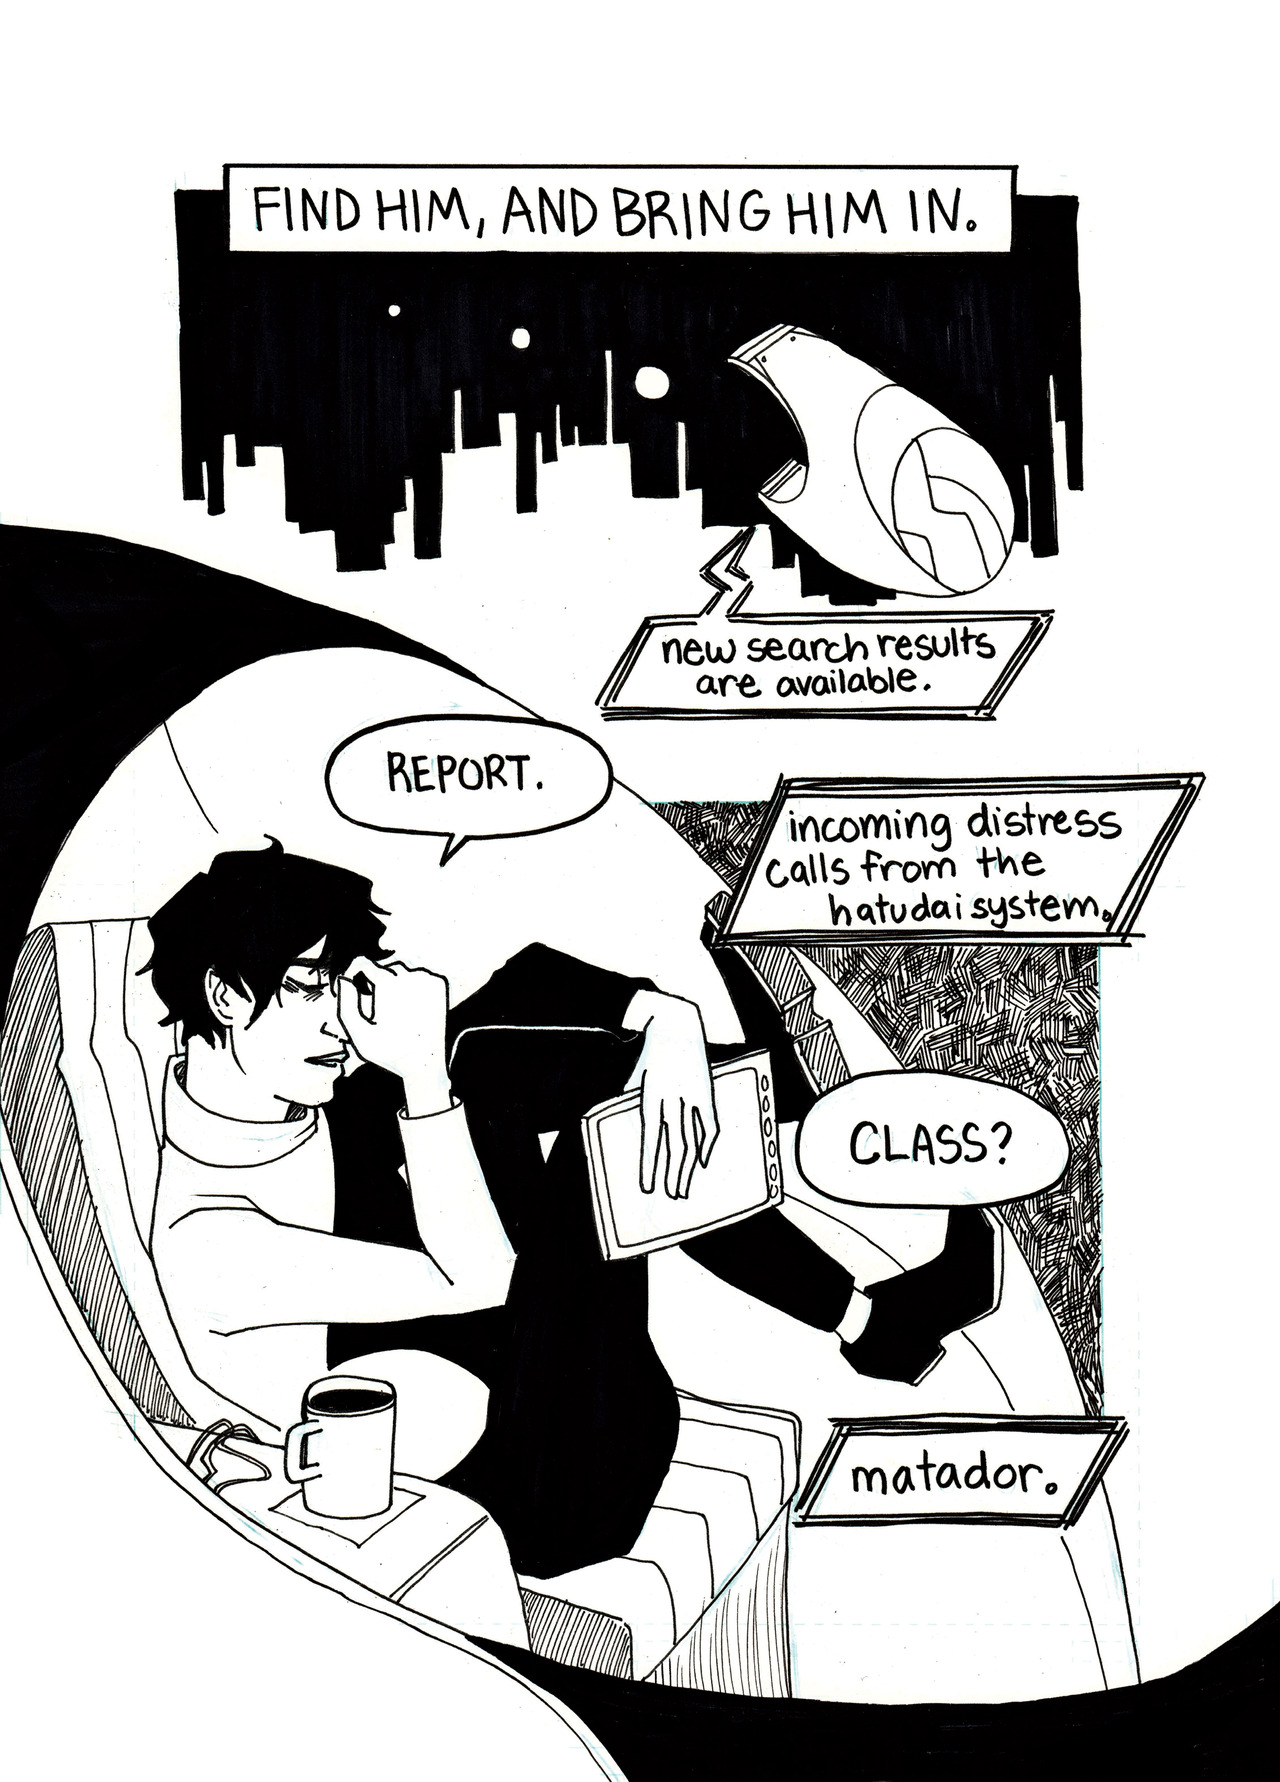 FIND HIM, AND BRING HIM IN.
new search results
are available.
REPORT.
incoming distress
calls from the
hatudai system.
CLASS?
matador.